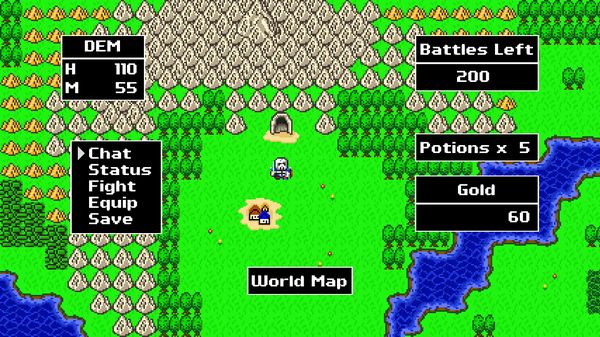 DEM
H 110
M 55
Chat
Status
Fight
Equip
Save
Battles Left
200
Potions x 5
Gold
60
World Map